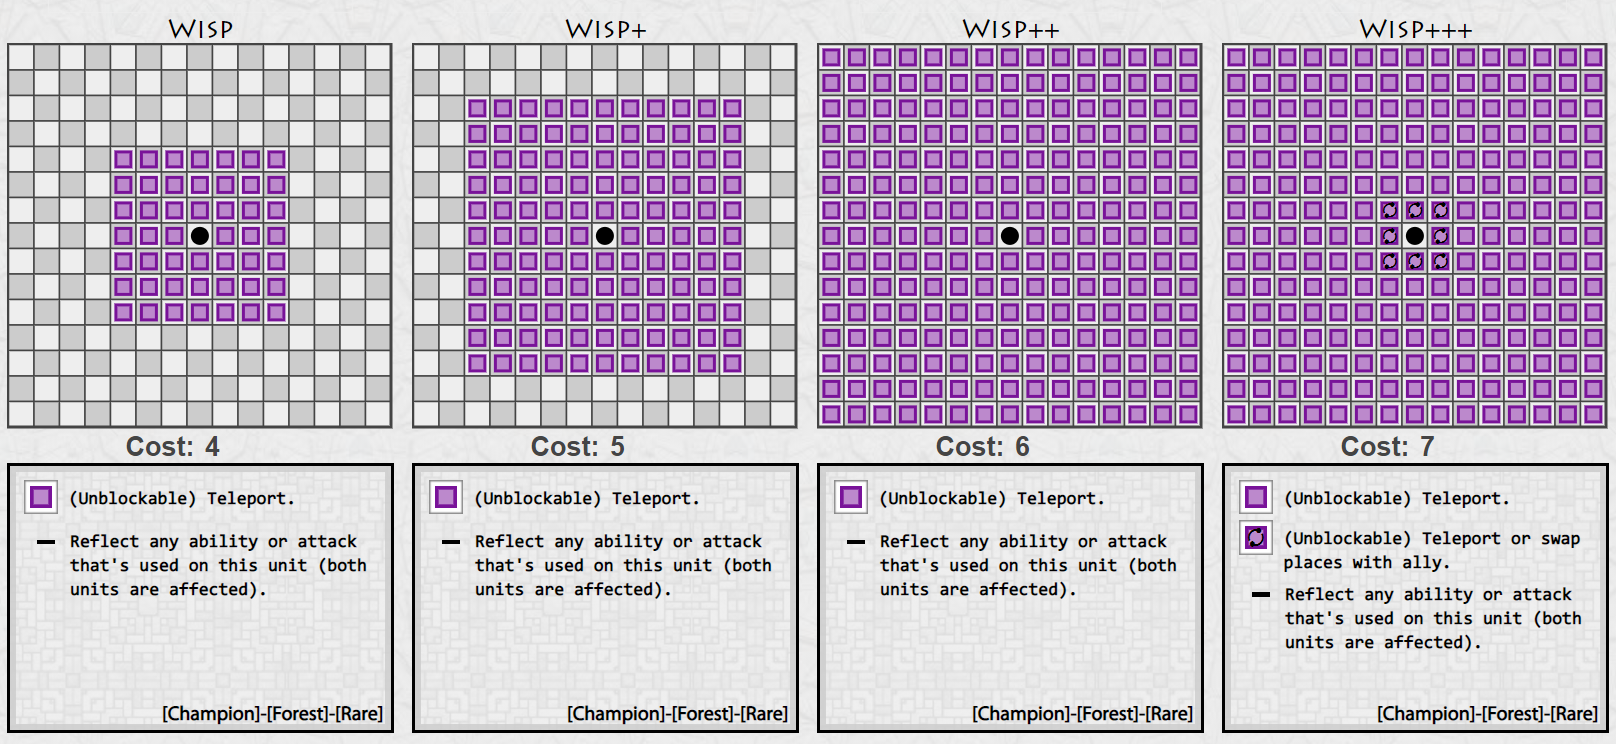 WISP
WISP+
WISP++
WISP+++
Cost: 4
Cost: 5
Cost: 6
Cost: 7
(Unblockable) Teleport.
Reflect any ability or attack
that's used on this unit (both
units are affected).
[Champion]-[Forest]-[Rare]
(Unblockable) Teleport.
Reflect any ability or attack
that's used on this unit (both
units are affected).
[Champion]-[Forest]-[Rare]
(Unblockable) Teleport.
Reflect any ability or attack
that's used on this unit (both
units are affected).
[Champion]-[Forest]-[Rare]
(Unblockable) Teleport.
(Unblockable) Teleport or swap
places with ally.
Reflect any ability or attack
that's used on this unit (both
units are affected).
[Champion]-[Forest]-[Rare]